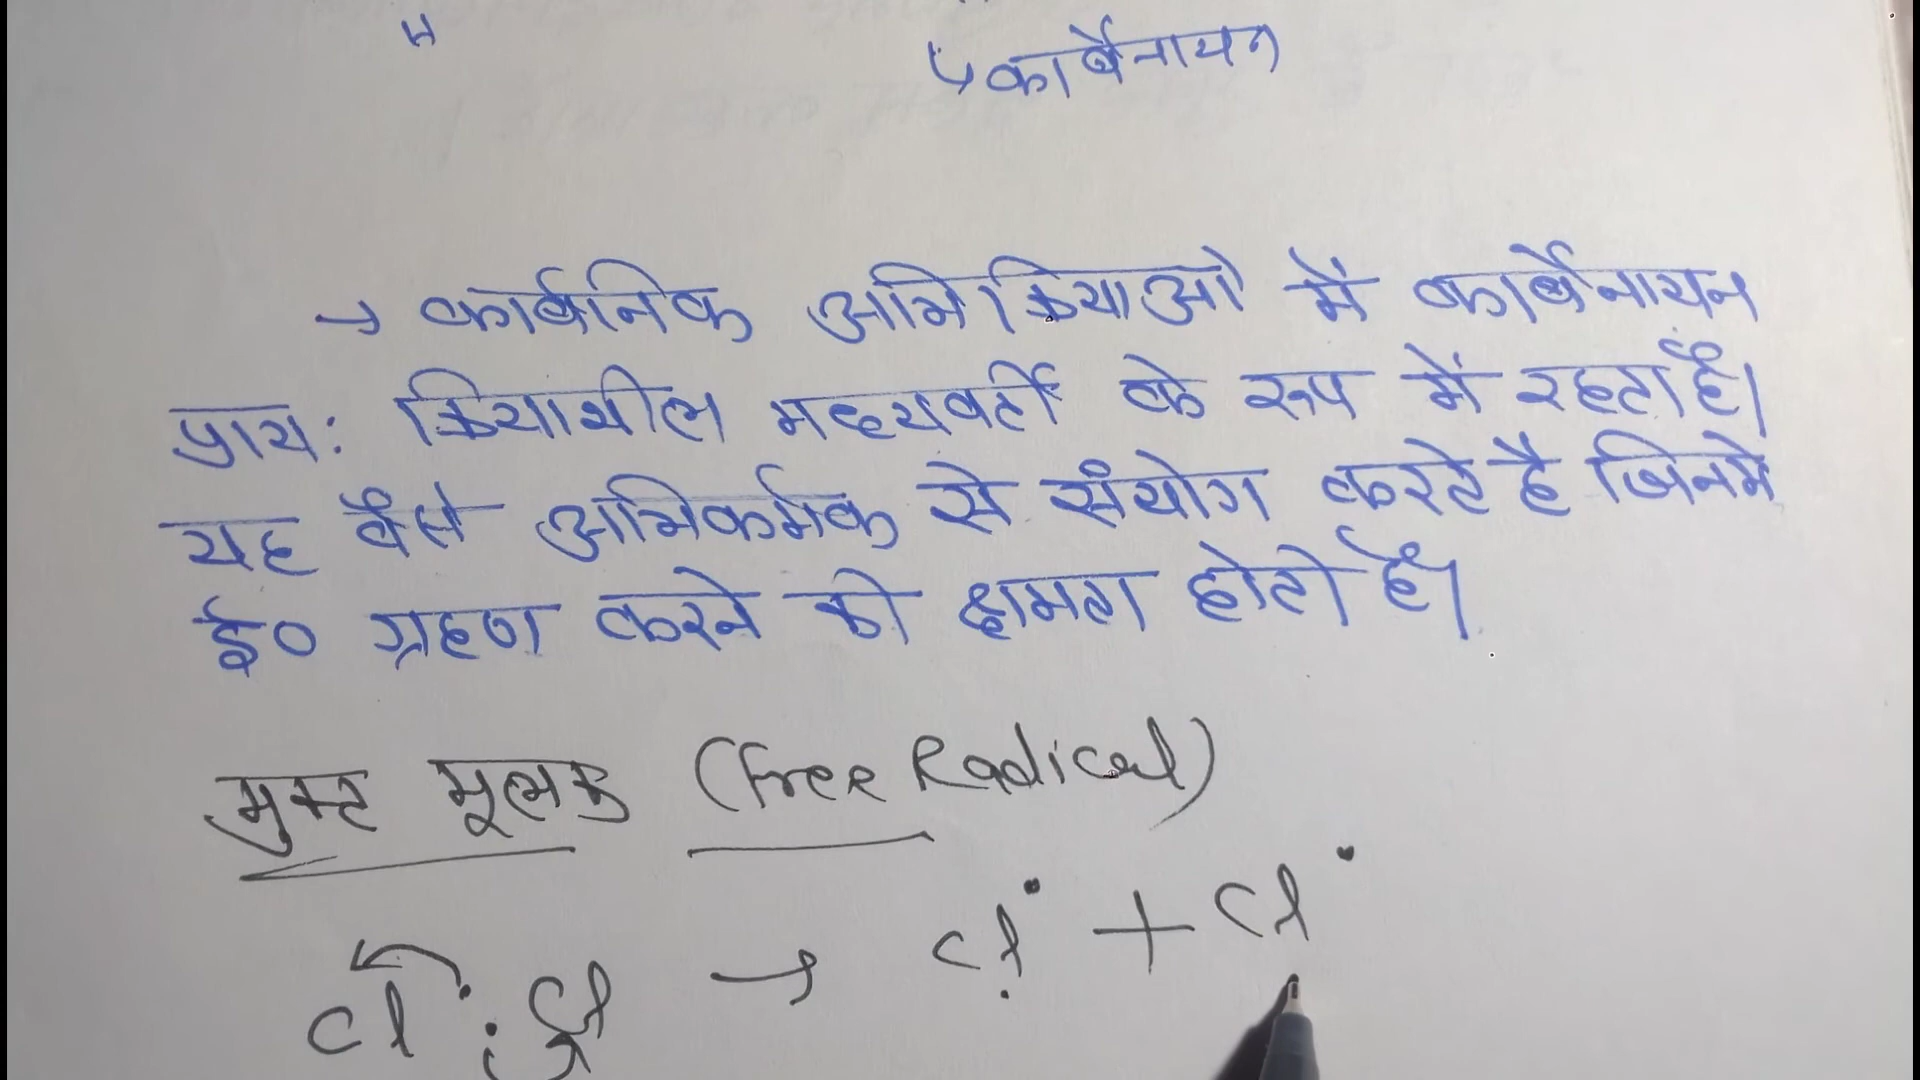 H
↳ कार्बेनायन
→ कार्बनिक अभिक्रियाओ में कार्बेनायन
प्राय: क्रियाशील मध्यवर्ती के रूप में रहता है।
यह वैसे अभिकर्मक से संयोग करते है जिनमे
ई० ग्रहण करने की क्षमता होती है।
मुक्त मूलक (Free Radical)
Cl : Cl → Cl• + Cl•